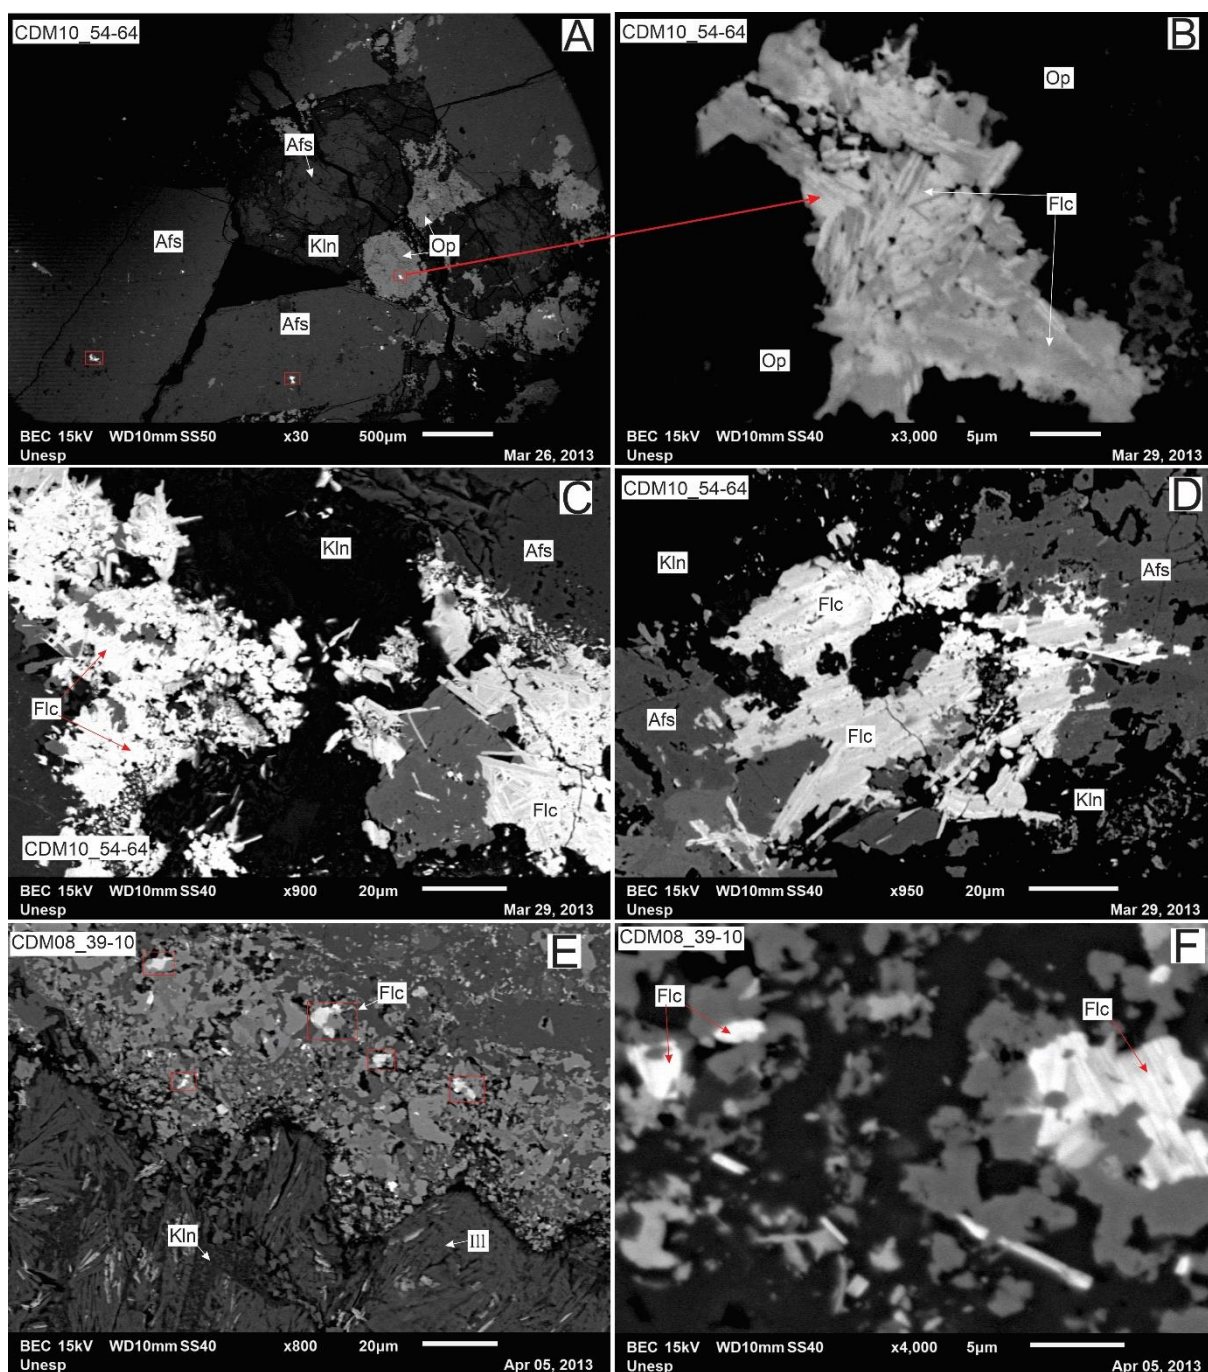 CDM10_54-64
A
Afs
Afs
Kln
Op
Afs
BEC 15kV WD10mm SS50 x30 500µm
Unesp Mar 26, 2013
CDM10_54-64
B
Op
Flc
Op
BEC 15kV WD10mm SS40 x3,000 5µm
Unesp Mar 29, 2013
C
Kln
Afs
Flc
Flc
CDM10_54-64
BEC 15kV WD10mm SS40 x900 20µm
Unesp Mar 29, 2013
CDM10_54-64
D
Kln
Afs
Flc
Afs
Flc
Kln
BEC 15kV WD10mm SS40 x950 20µm
Unesp Mar 29, 2013
CDM08_39-10
E
Flc
Kln
Ill
BEC 15kV WD10mm SS40 x800 20µm
Unesp Apr 05, 2013
CDM08_39-10
F
Flc
Flc
BEC 15kV WD10mm SS40 x4,000 5µm
Unesp Apr 05, 2013